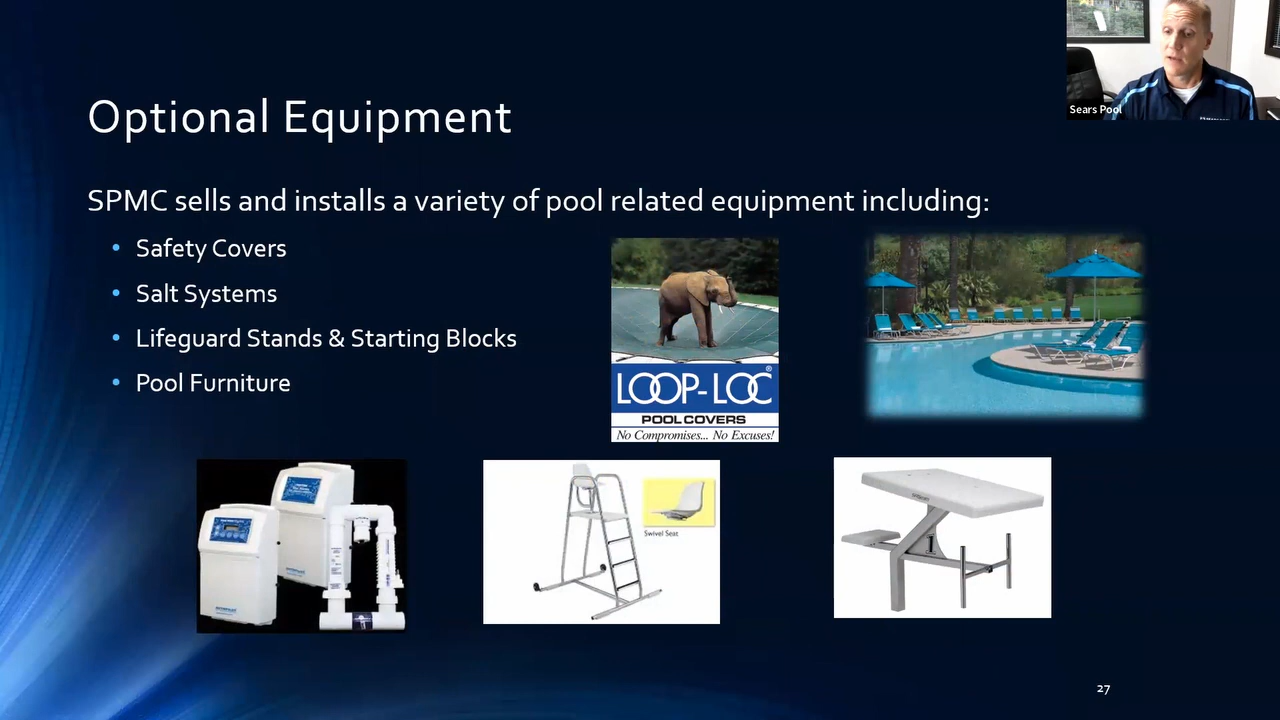 Sears Pool
Optional Equipment
SPMC sells and installs a variety of pool related equipment including:
• Safety Covers
• Salt Systems
• Lifeguard Stands & Starting Blocks
• Pool Furniture
LOOP-LOC®
POOL COVERS
No Compromises... No Excuses!
Swivel Seat
27